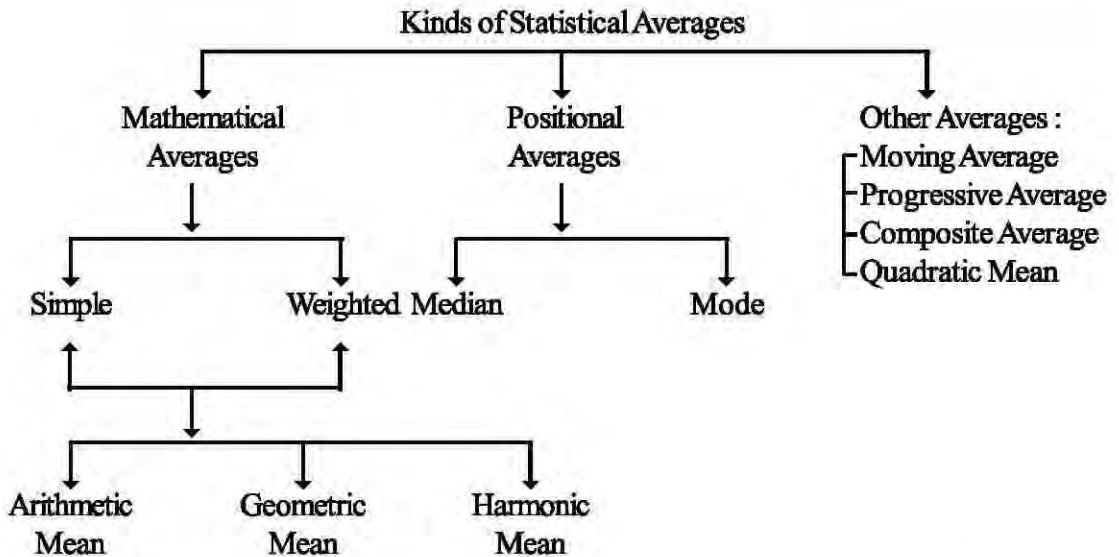 Kinds of Statistical Averages
Mathematical
Averages
Positional
Averages
Other Averages :
Moving Average
Progressive Average
Composite Average
Quadratic Mean
Simple
Weighted
Median
Mode
Arithmetic
Mean
Geometric
Mean
Harmonic
Mean